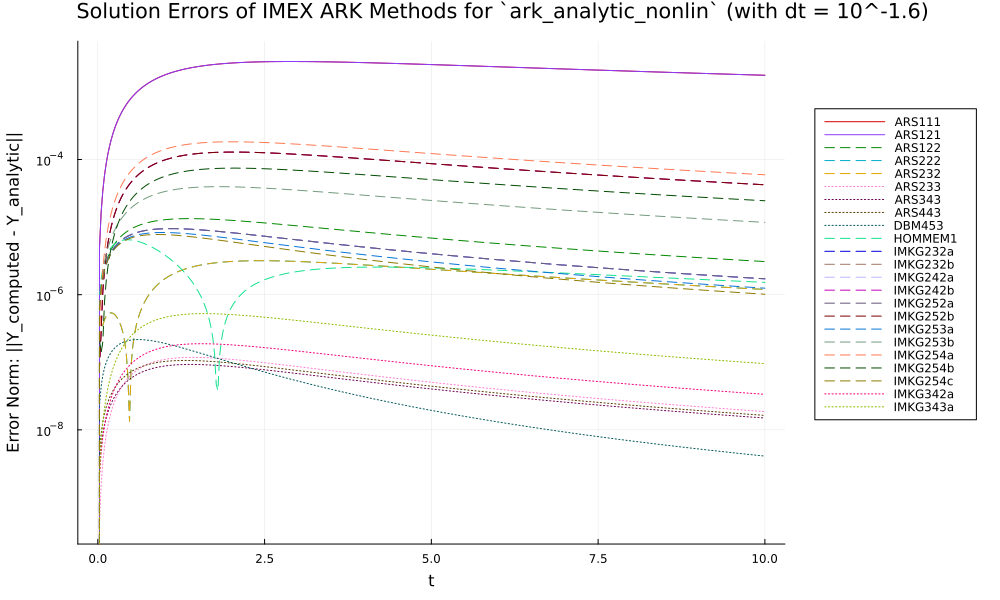 Solution Errors of IMEX ARK Methods for `ark_analytic_nonlin` (with dt = 10^-1.6)
Error Norm: ||Y_computed - Y_analytic||
10⁻⁴
10⁻⁶
10⁻⁸
0.0
2.5
5.0
7.5
10.0
t
ARS111
ARS121
ARS122
ARS222
ARS232
ARS233
ARS343
ARS443
DBM453
HOMMEM1
IMKG232a
IMKG232b
IMKG242a
IMKG242b
IMKG252a
IMKG252b
IMKG253a
IMKG253b
IMKG254a
IMKG254b
IMKG254c
IMKG342a
IMKG343a